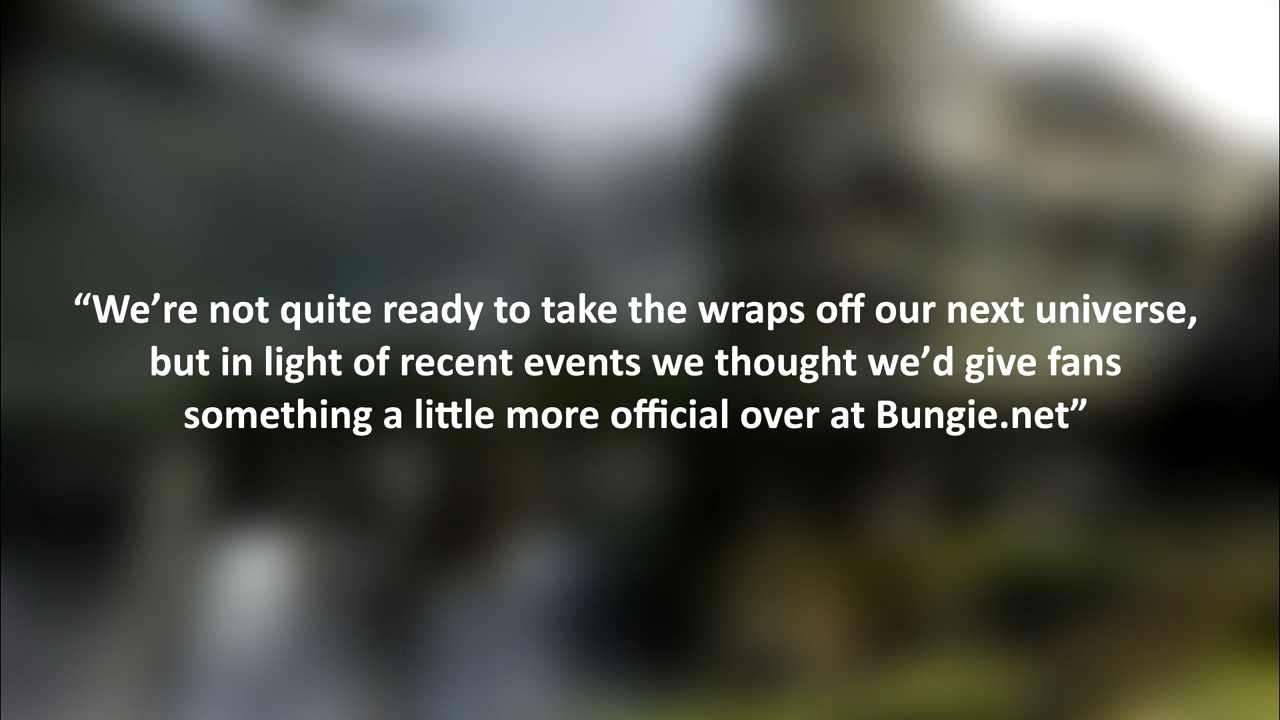 “We’re not quite ready to take the wraps off our next universe,
but in light of recent events we thought we’d give fans
something a little more official over at Bungie.net”